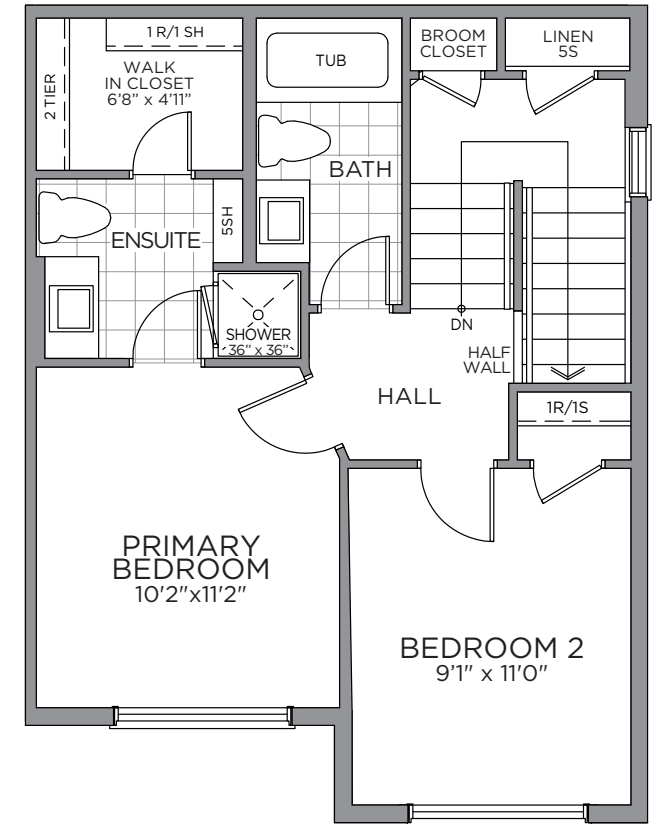 1 R/1 SH
2 TIER
WALK
IN CLOSET
6'8" x 4'11"
TUB
BROOM
CLOSET
LINEN
5S
BATH
ENSUITE
5SH
SHOWER
36" x 36"
DN
HALF
WALL
HALL
1R/1S
PRIMARY
BEDROOM
10'2"x11'2"
BEDROOM 2
9'1" x 11'0"